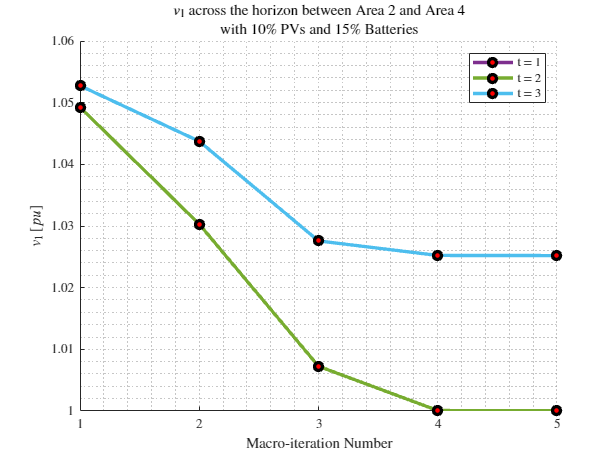 v₁ across the horizon between Area 2 and Area 4
with 10% PVs and 15% Batteries
1.06
1.05
1.04
1.03
1.02
1.01
1
v₁ [pu]
t = 1
t = 2
t = 3
1 2 3 4 5
Macro-iteration Number